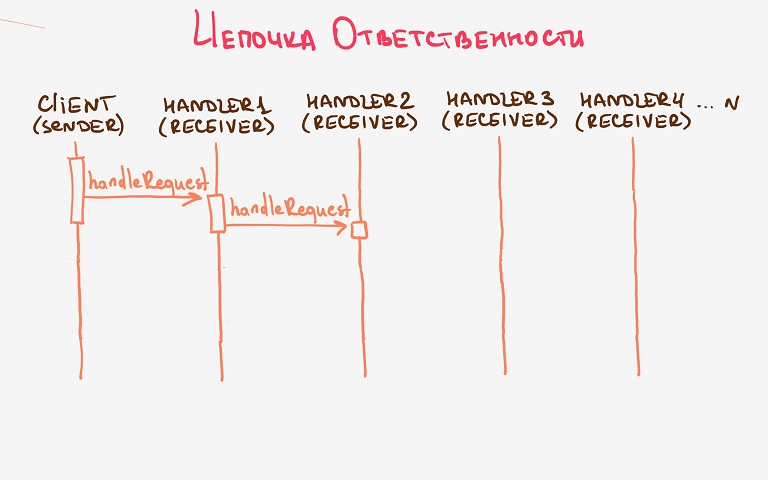 Цепочка Ответственности
CLiENT HANDLER1 HANDLER2 HANDLER3 HANDLER4 ... N
(SENDER) (RECEIVER) (RECEIVER) (RECEIVER) (RECEIVER)
handleRequest
handleRequest